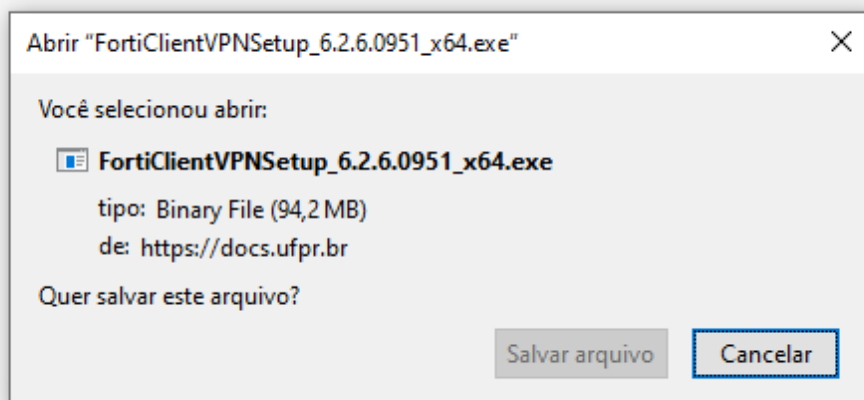 Abrir “FortiClientVPNSetup_6.2.6.0951_x64.exe”
Você selecionou abrir:
FortiClientVPNSetup_6.2.6.0951_x64.exe
tipo: Binary File (94,2 MB)
de: https://docs.ufpr.br
Quer salvar este arquivo?
Salvar arquivo Cancelar